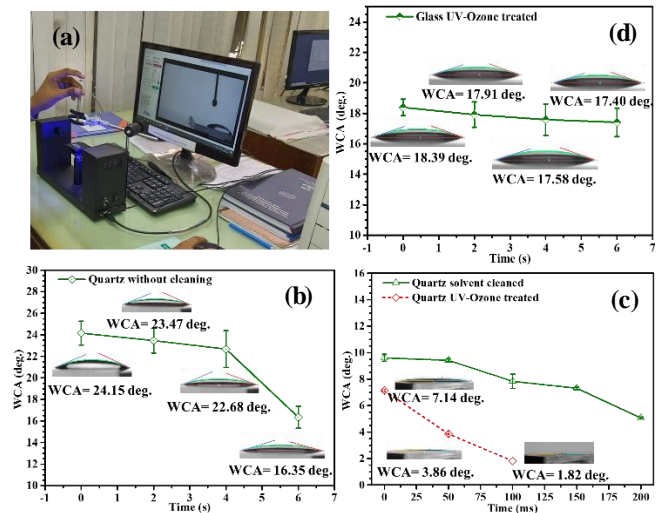 (a)
(d)
Glass UV-Ozone treated
WCA= 17.91 deg.
WCA= 17.40 deg.
WCA= 18.39 deg.
WCA= 17.58 deg.
WCA (deg.)
10
12
14
16
18
20
22
24
-1 0 1 2 3 4 5 6 7
Time (s)
(b)
Quartz without cleaning
WCA= 23.47 deg.
WCA= 24.15 deg.
WCA= 22.68 deg.
WCA= 16.35 deg.
WCA (deg.)
10
12
14
16
18
20
22
24
26
28
30
-1 0 1 2 3 4 5 6 7
Time (s)
Quartz solvent cleaned
Quartz UV-Ozone treated
(c)
WCA= 7.14 deg.
WCA= 3.86 deg.
WCA= 1.82 deg.
WCA (deg.)
0
2
4
6
8
10
12
14
16
0 50 100 150 200
Time (ms)